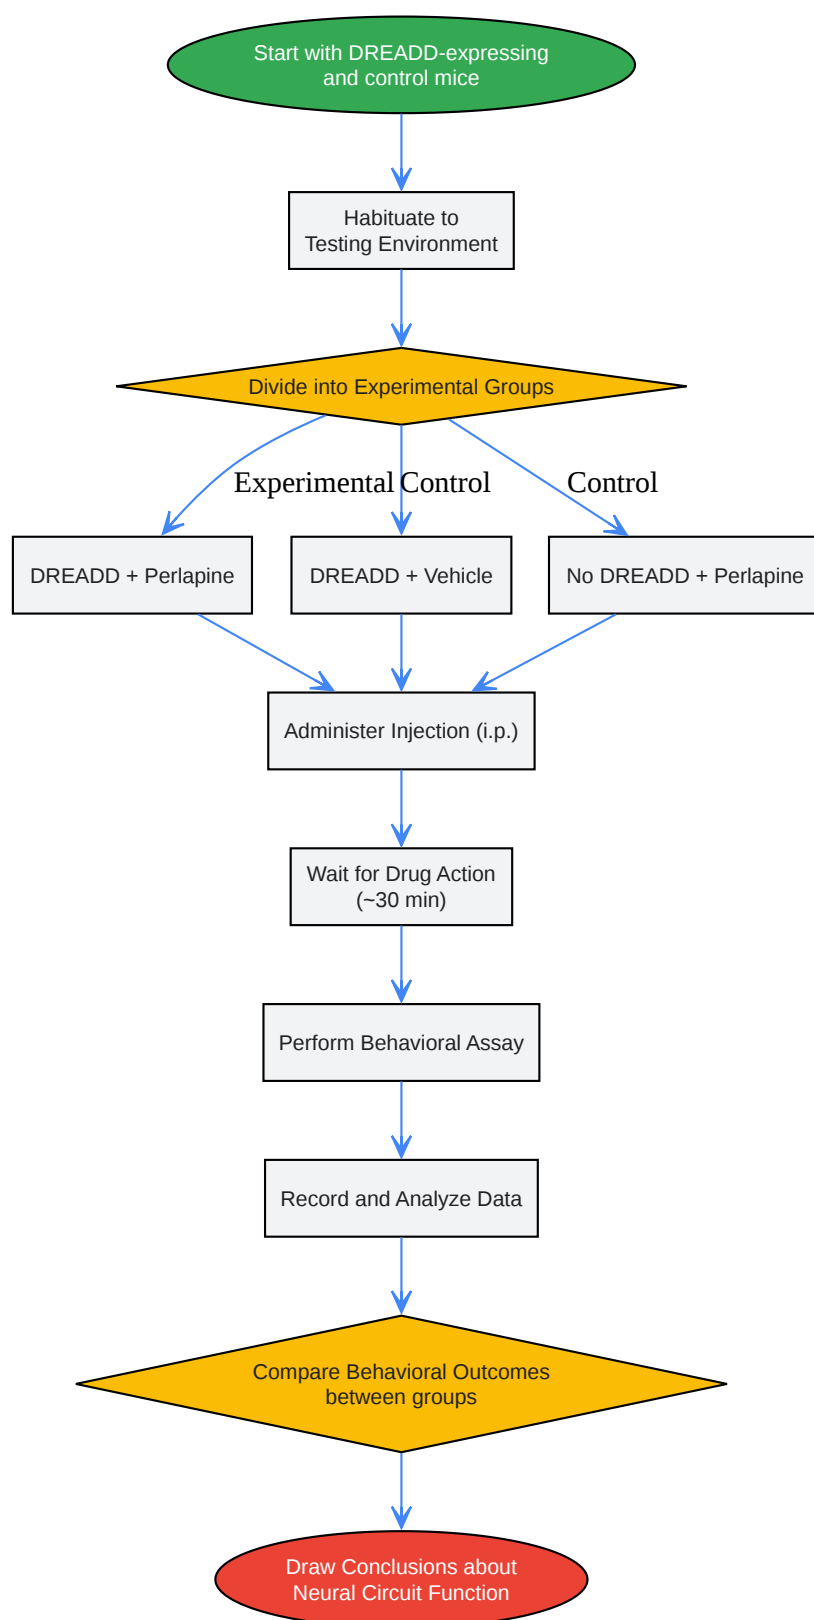 Start with DREADD-expressing
and control mice
Habituate to
Testing Environment
Divide into Experimental Groups
Experimental
Control
Control
DREADD + Perlapine
DREADD + Vehicle
No DREADD + Perlapine
Administer Injection (i.p.)
Wait for Drug Action
(~30 min)
Perform Behavioral Assay
Record and Analyze Data
Compare Behavioral Outcomes
between groups
Draw Conclusions about
Neural Circuit Function